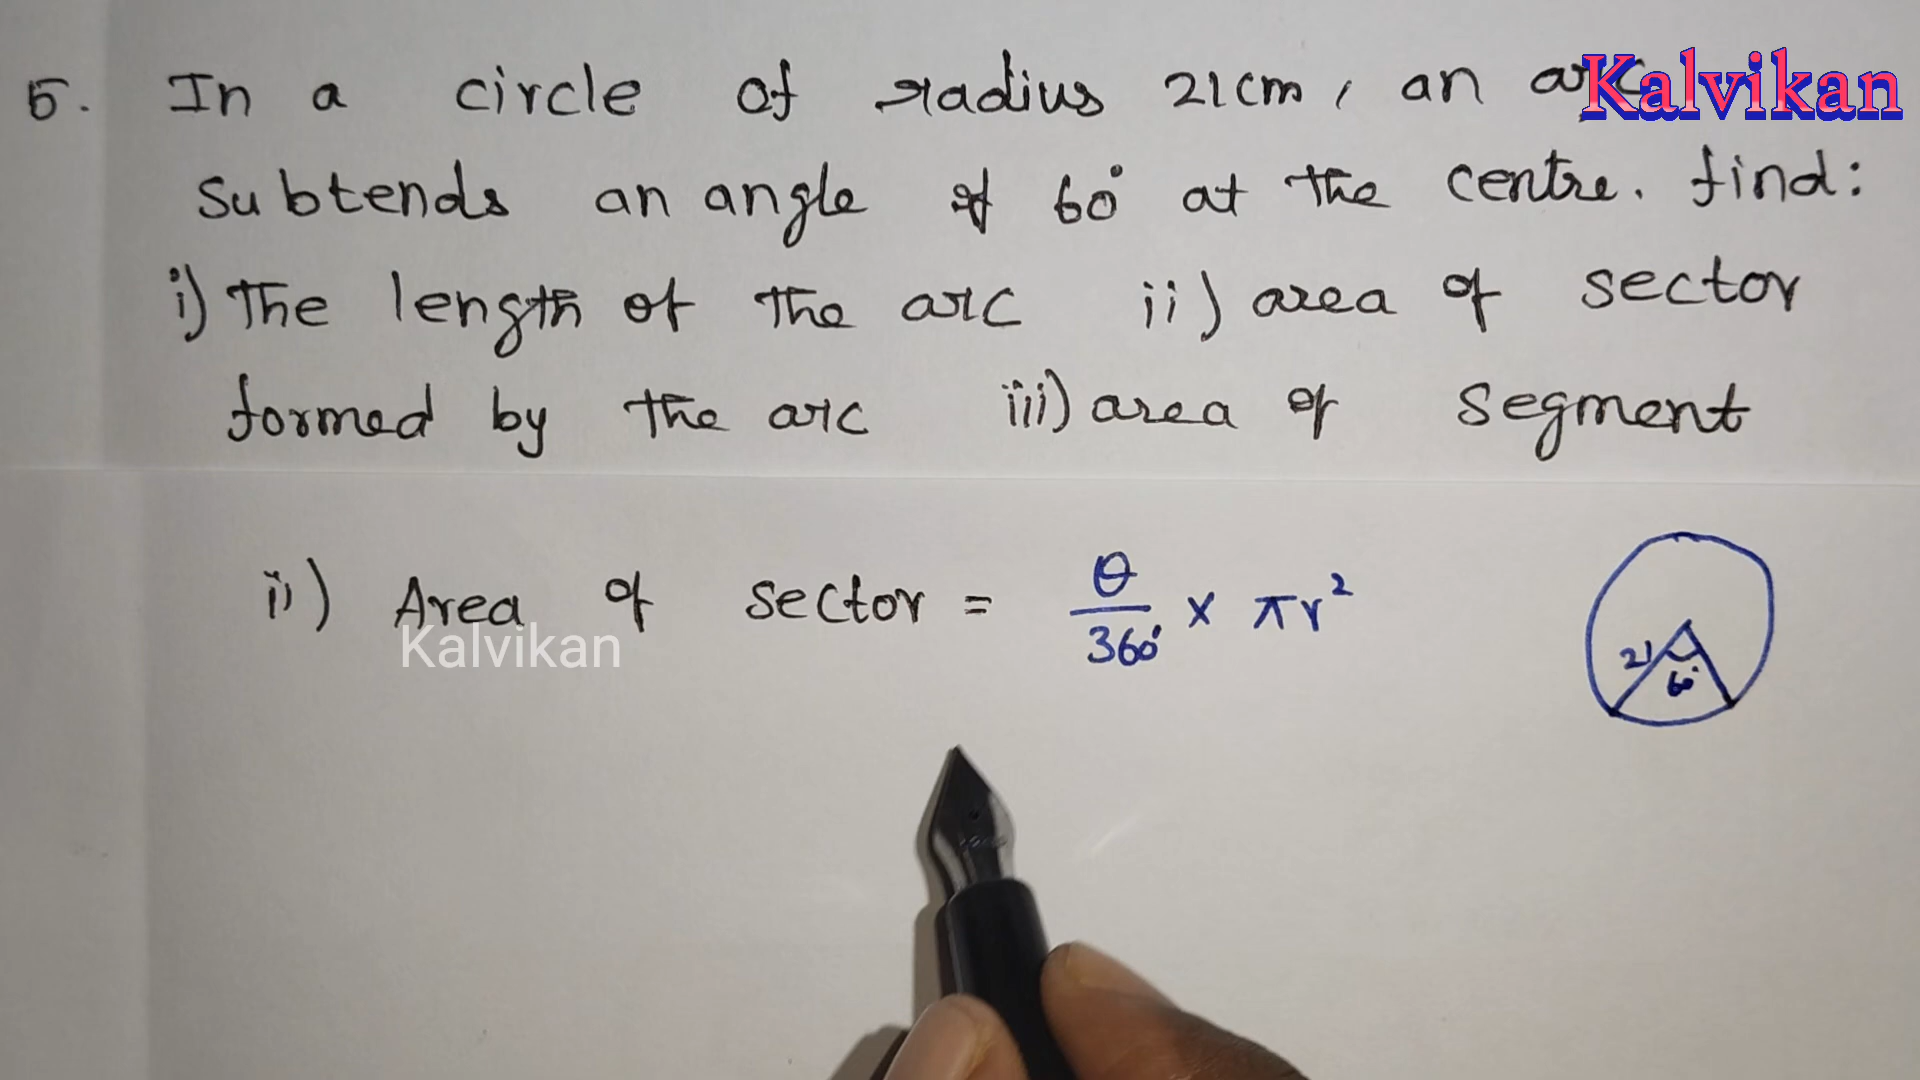 5. In a circle of radius 21cm, an arc
Kalvikan
subtends an angle of 60° at the centre. find:
i) The length of the arc ii) area of sector
formed by the arc iii) area of segment
ii) Area of sector = θ/360° × πr²
Kalvikan
21
60°